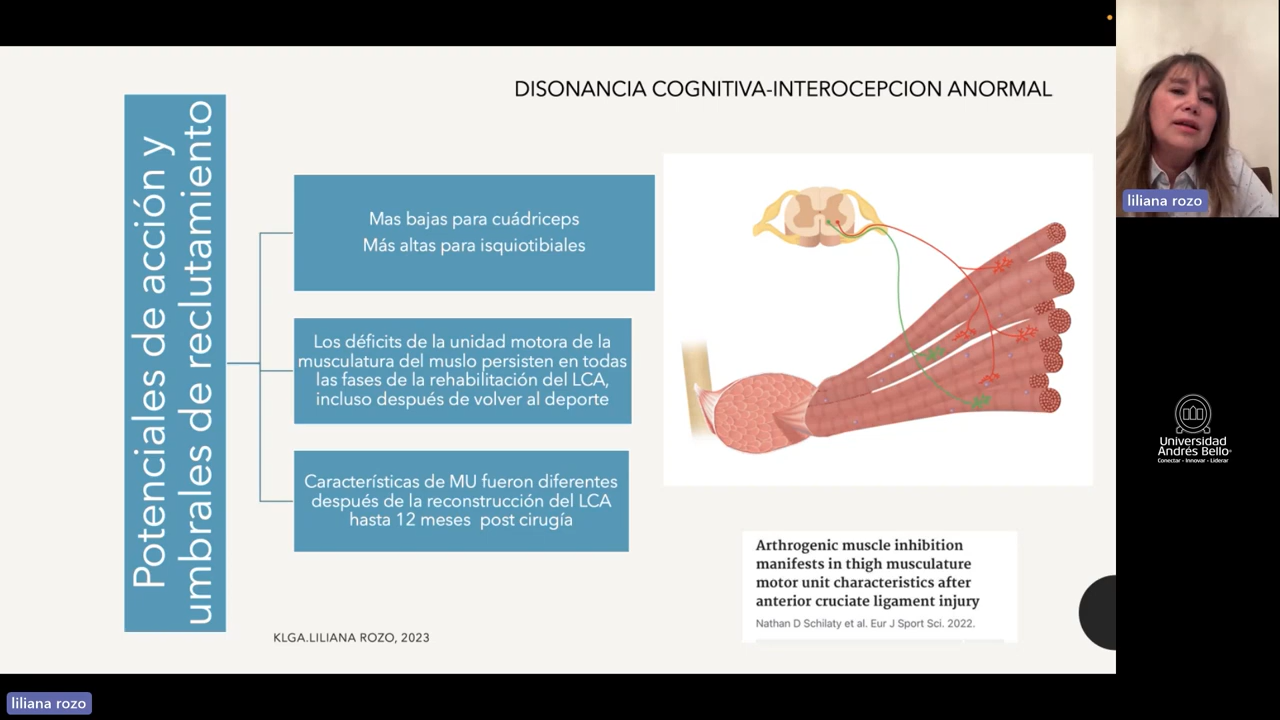 DISONANCIA COGNITIVA-INTEROCEPCION ANORMAL
Potenciales de acción y
umbrales de reclutamiento
Mas bajas para cuádriceps
Más altas para isquiotibiales
Los déficits de la unidad motora de la
musculatura del muslo persisten en todas
las fases de la rehabilitación del LCA,
incluso después de volver al deporte
Características de MU fueron diferentes
después de la reconstrucción del LCA
hasta 12 meses post cirugía
Arthrogenic muscle inhibition
manifests in thigh musculature
motor unit characteristics after
anterior cruciate ligament injury
Nathan D Schilaty et al. Eur J Sport Sci. 2022.
KLGA.LILIANA ROZO, 2023
liliana rozo
Universidad
Andrés Bello®
Conectar • Innovar • Liderar
liliana rozo